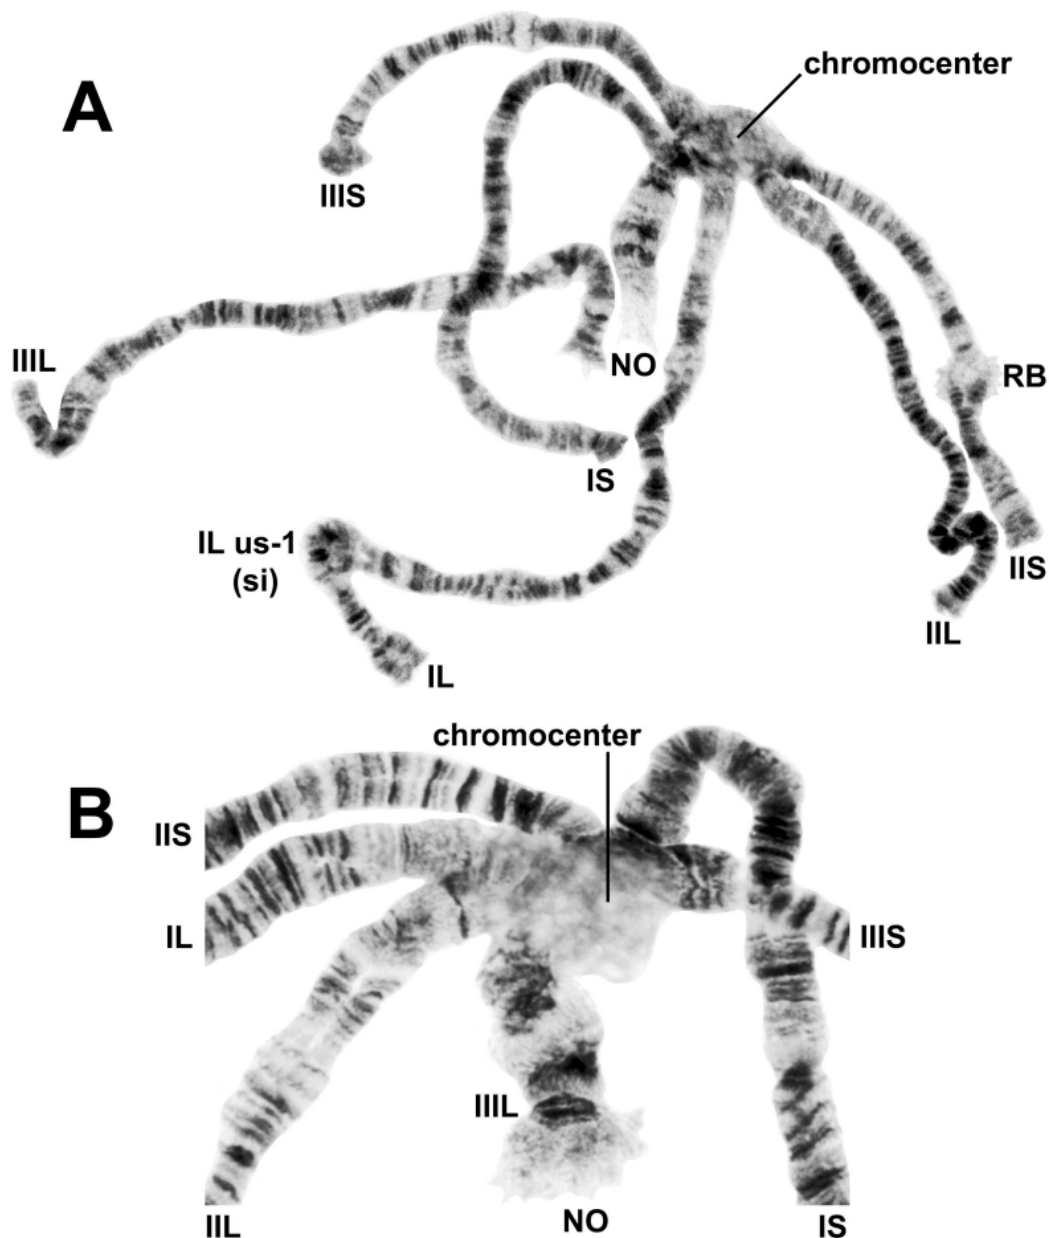 A
chromocenter
IIIS
IIIL
NO
RB
IS
IL us-1
(si)
IIS
IIL
IL
chromocenter
B
IIS
IL
IIIS
IIIL
IIL
NO
IS